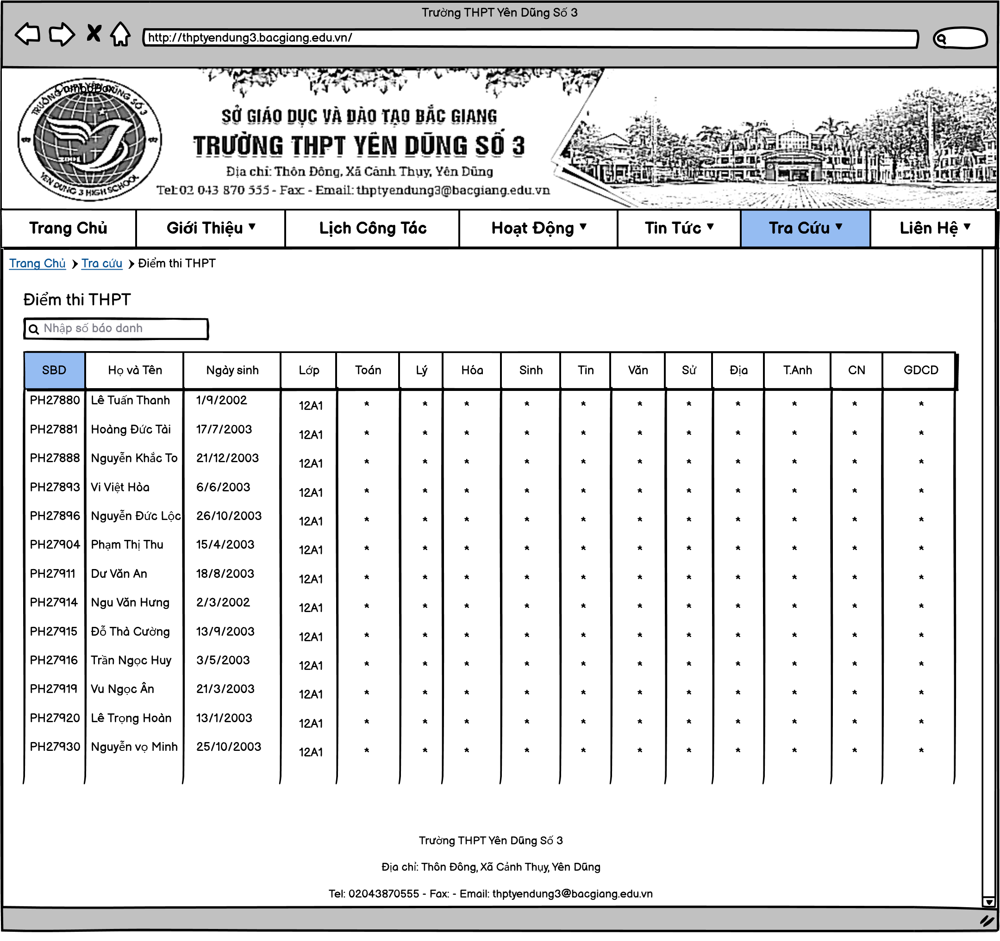 Trường THPT Yên Dũng Số 3
http://thptyendung3.bacgiang.edu.vn/
ComboBox
TRƯỜNG THPT YÊN DŨNG SỐ 3
2001
YEN DUNG 3 HIGH SCHOOL
SỞ GIÁO DỤC VÀ ĐÀO TẠO BẮC GIANG
TRƯỜNG THPT YÊN DŨNG SỐ 3
Địa chỉ: Thôn Đông, Xã Cảnh Thụy, Yên Dũng
Tel:02 043 870 555 - Fax: - Email: thptyendung3@bacgiang.edu.vn
Trang Chủ Giới Thiệu ▼ Lịch Công Tác Hoạt Động ▼ Tin Tức ▼ Tra Cứu ▼ Liên Hệ ▼
Trang Chủ > Tra cứu > Điểm thi THPT
Điểm thi THPT
Nhập số báo danh
SBD Họ và Tên Ngày sinh Lớp Toán Lý Hóa Sinh Tin Văn Sử Địa T.Anh CN GDCD
PH27880 Lê Tuấn Thanh 1/9/2002 12A1 * * * * * * * * * * *
PH27881 Hoàng Đức Tài 17/7/2003 12A1 * * * * * * * * * * *
PH27888 Nguyễn Khắc To 21/12/2003 12A1 * * * * * * * * * * *
PH27893 Vi Việt Hòa 6/6/2003 12A1 * * * * * * * * * * *
PH27896 Nguyễn Đức Lộc 26/10/2003 12A1 * * * * * * * * * * *
PH27904 Phạm Thị Thu 15/4/2003 12A1 * * * * * * * * * * *
PH27911 Dư Văn An 18/8/2003 12A1 * * * * * * * * * * *
PH27914 Ngu Văn Hưng 2/3/2002 12A1 * * * * * * * * * * *
PH27915 Đỗ Thà Cường 13/9/2003 12A1 * * * * * * * * * * *
PH27916 Trần Ngọc Huy 3/5/2003 12A1 * * * * * * * * * * *
PH27919 Vu Ngọc Ân 21/3/2003 12A1 * * * * * * * * * * *
PH27920 Lê Trọng Hoàn 13/1/2003 12A1 * * * * * * * * * * *
PH27930 Nguyễn vọ Minh 25/10/2003 12A1 * * * * * * * * * * *
Trường THPT Yên Dũng Số 3
Địa chỉ: Thôn Đông, Xã Cảnh Thụy, Yên Dũng
Tel: 02043870555 - Fax: - Email: thptyendung3@bacgiang.edu.vn